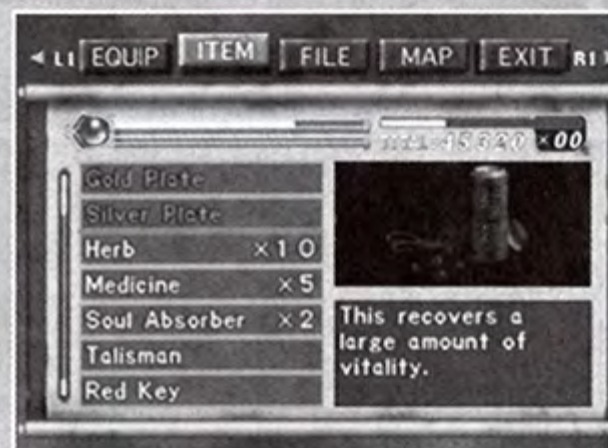 L1 EQUIP ITEM FILE MAP EXIT R1
45320 ×00
Gold Plate
Silver Plate
Herb ×10
Medicine ×5
Soul Absorber ×2
Talisman
Red Key
This recovers a
large amount of
vitality.